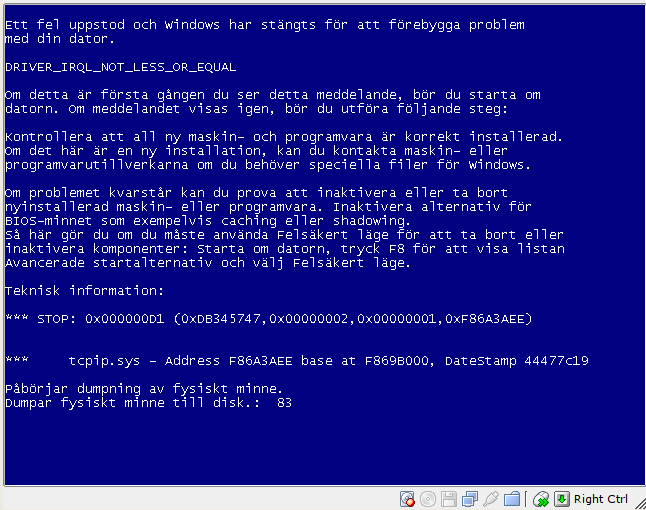 Ett fel uppstod och Windows har stängts för att förebygga problem
med din dator.
DRIVER_IRQL_NOT_LESS_OR_EQUAL
Om detta är första gången du ser detta meddelande, bör du starta om
datorn. Om meddelandet visas igen, bör du utföra följande steg:
Kontrollera att all ny maskin- och programvara är korrekt installerad.
Om det här är en ny installation, kan du kontakta maskin- eller
programvarutillverkarna om du behöver speciella filer för Windows.
Om problemet kvarstår kan du prova att inaktivera eller ta bort
nyinstallerad maskin- eller programvara. Inaktivera alternativ för
BIOS-minnet som exempelvis caching eller shadowing.
Så här gör du om du måste använda Felsäkert läge för att ta bort eller
inaktivera komponenter: Starta om datorn, tryck F8 för att visa listan
Avancerade startalternativ och välj Felsäkert läge.
Teknisk information:
*** STOP: 0x000000D1 (0xDB345747,0x00000002,0x00000001,0xF86A3AEE)
*** tcpip.sys - Address F86A3AEE base at F869B000, DateStamp 44477c19
Påbörjar dumpning av fysiskt minne.
Dumpar fysiskt minne till disk.: 83
Right Ctrl